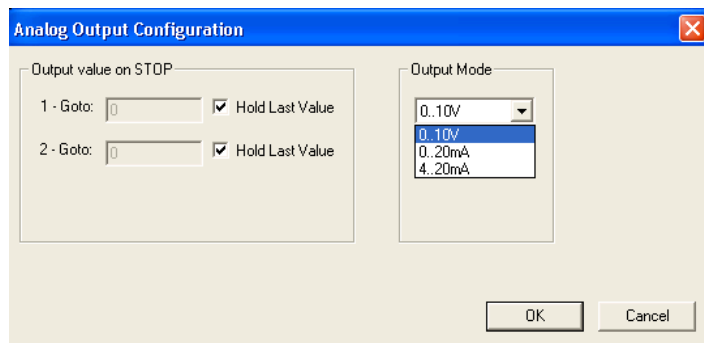 Analog Output Configuration
Output value on STOP
1 - Goto: 0 Hold Last Value
2 - Goto: 0 Hold Last Value
Output Mode
0..10V
0..10V
0..20mA
4..20mA
OK Cancel